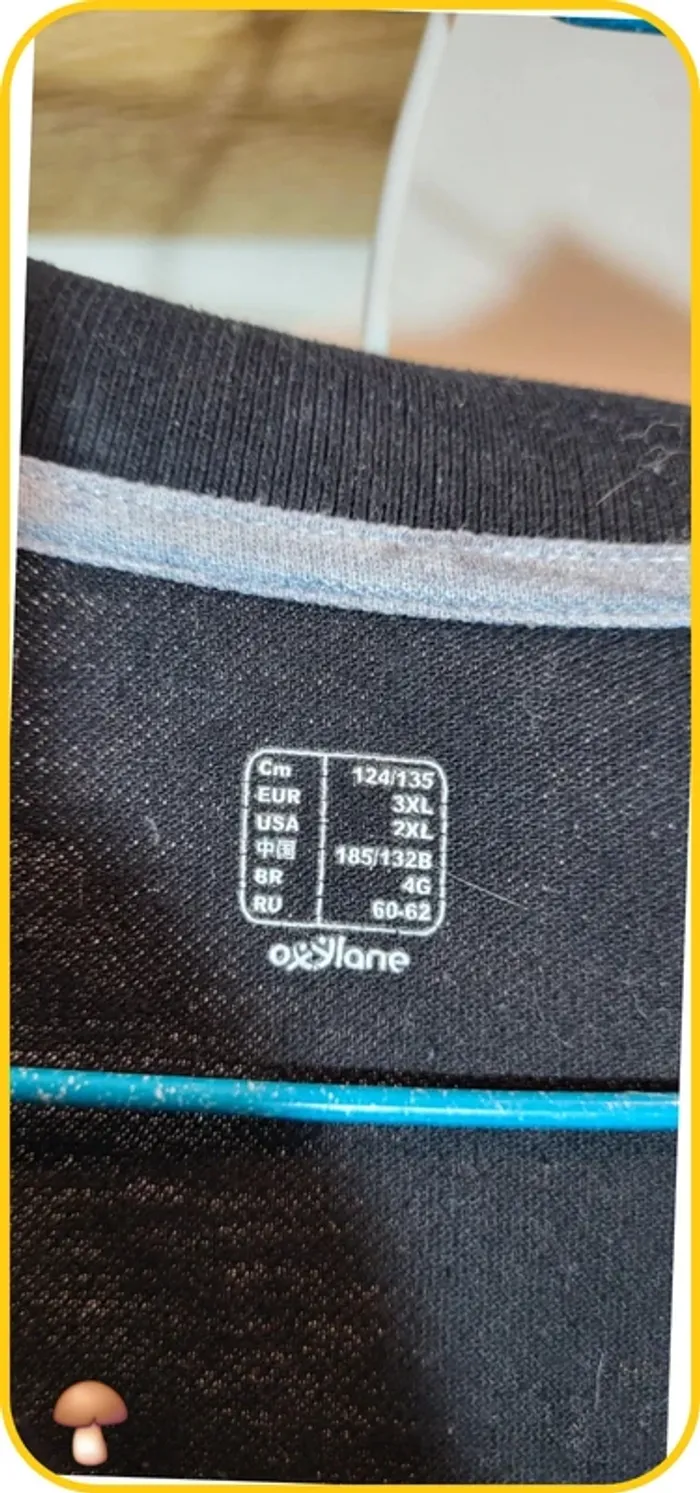 Cm 124/135
EUR 3XL
USA 2XL
中国 185/132B
BR 4G
RU 60-62
oxylane